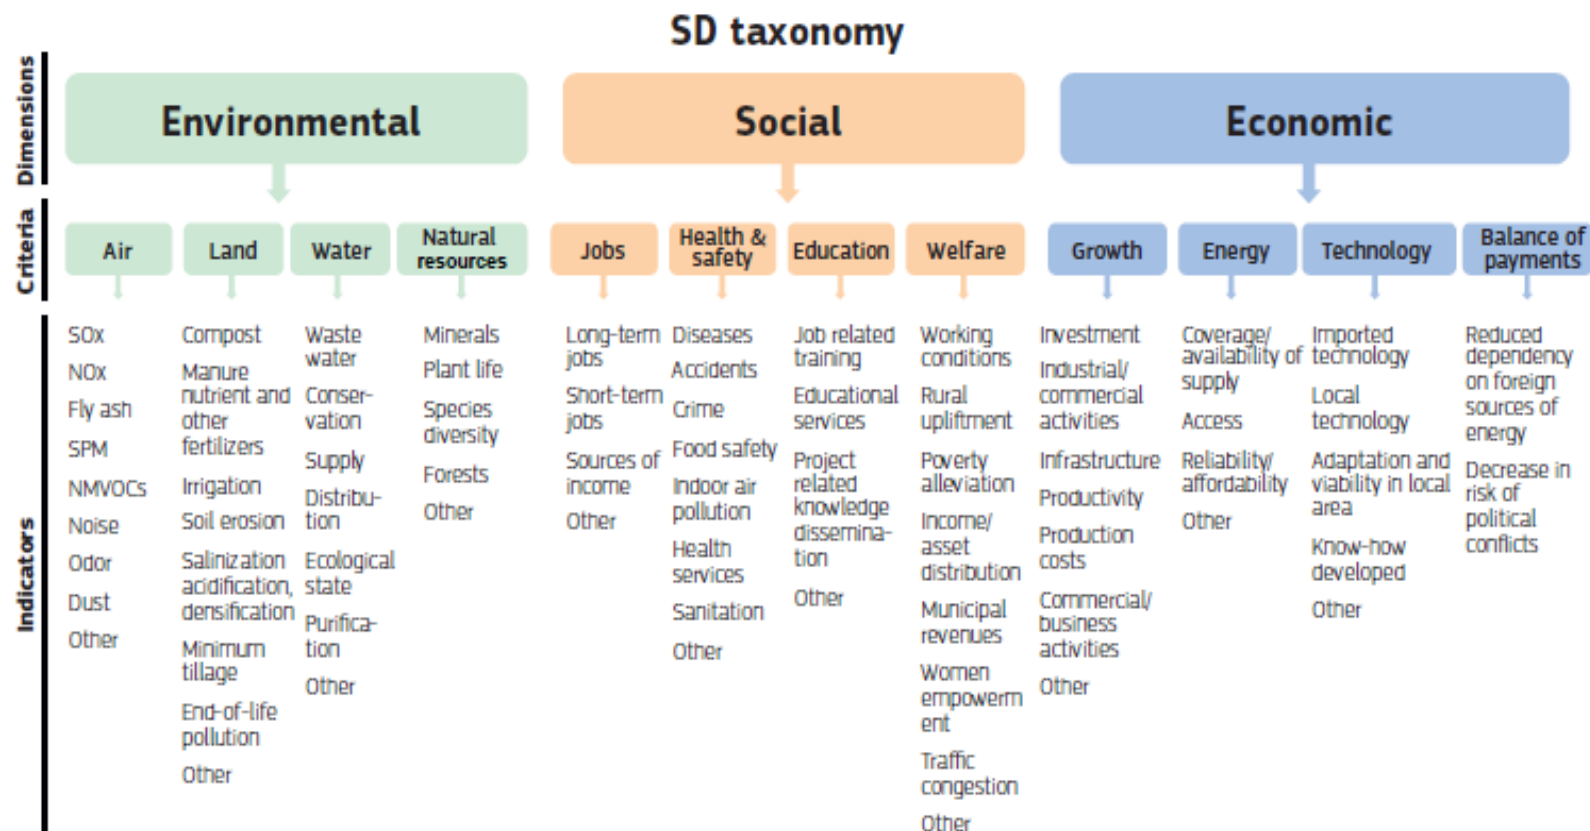 SD taxonomy
Dimensions
Environmental
Social
Economic
Criteria
Air
Land
Water
Natural
resources
Jobs
Health &
safety
Education
Welfare
Growth
Energy
Technology
Balance of
payments
Indicators
SOx
NOx
Fly ash
SPM
NMVOCs
Noise
Odor
Dust
Other
Compost
Manure
nutrient and
other
fertilizers
Irrigation
Soil erosion
Salinization
acidification,
densification
Minimum
tillage
End-of-life
pollution
Other
Waste
water
Conser-
vation
Supply
Distribu-
tion
Ecological
state
Purifica-
tion
Other
Minerals
Plant life
Species
diversity
Forests
Other
Long-term
jobs
Short-term
jobs
Sources of
income
Other
Diseases
Accidents
Crime
Food safety
Indoor air
pollution
Health
services
Sanitation
Other
Job related
training
Educational
services
Project
related
knowledge
dissemina-
tion
Other
Working
conditions
Rural
upliftment
Poverty
alleviation
Income/
asset
distribution
Municipal
revenues
Women
empowerm
ent
Traffic
congestion
Other
Investment
Industrial/
commercial
activities
Infrastructure
Productivity
Production
costs
Commercial/
business
activities
Other
Coverage/
availability of
supply
Access
Reliability/
affordability
Other
Imported
technology
Local
technology
Adaptation and
viability in local
area
Know-how
developed
Other
Reduced
dependency
on foreign
sources of
energy
Decrease in
risk of
political
conflicts